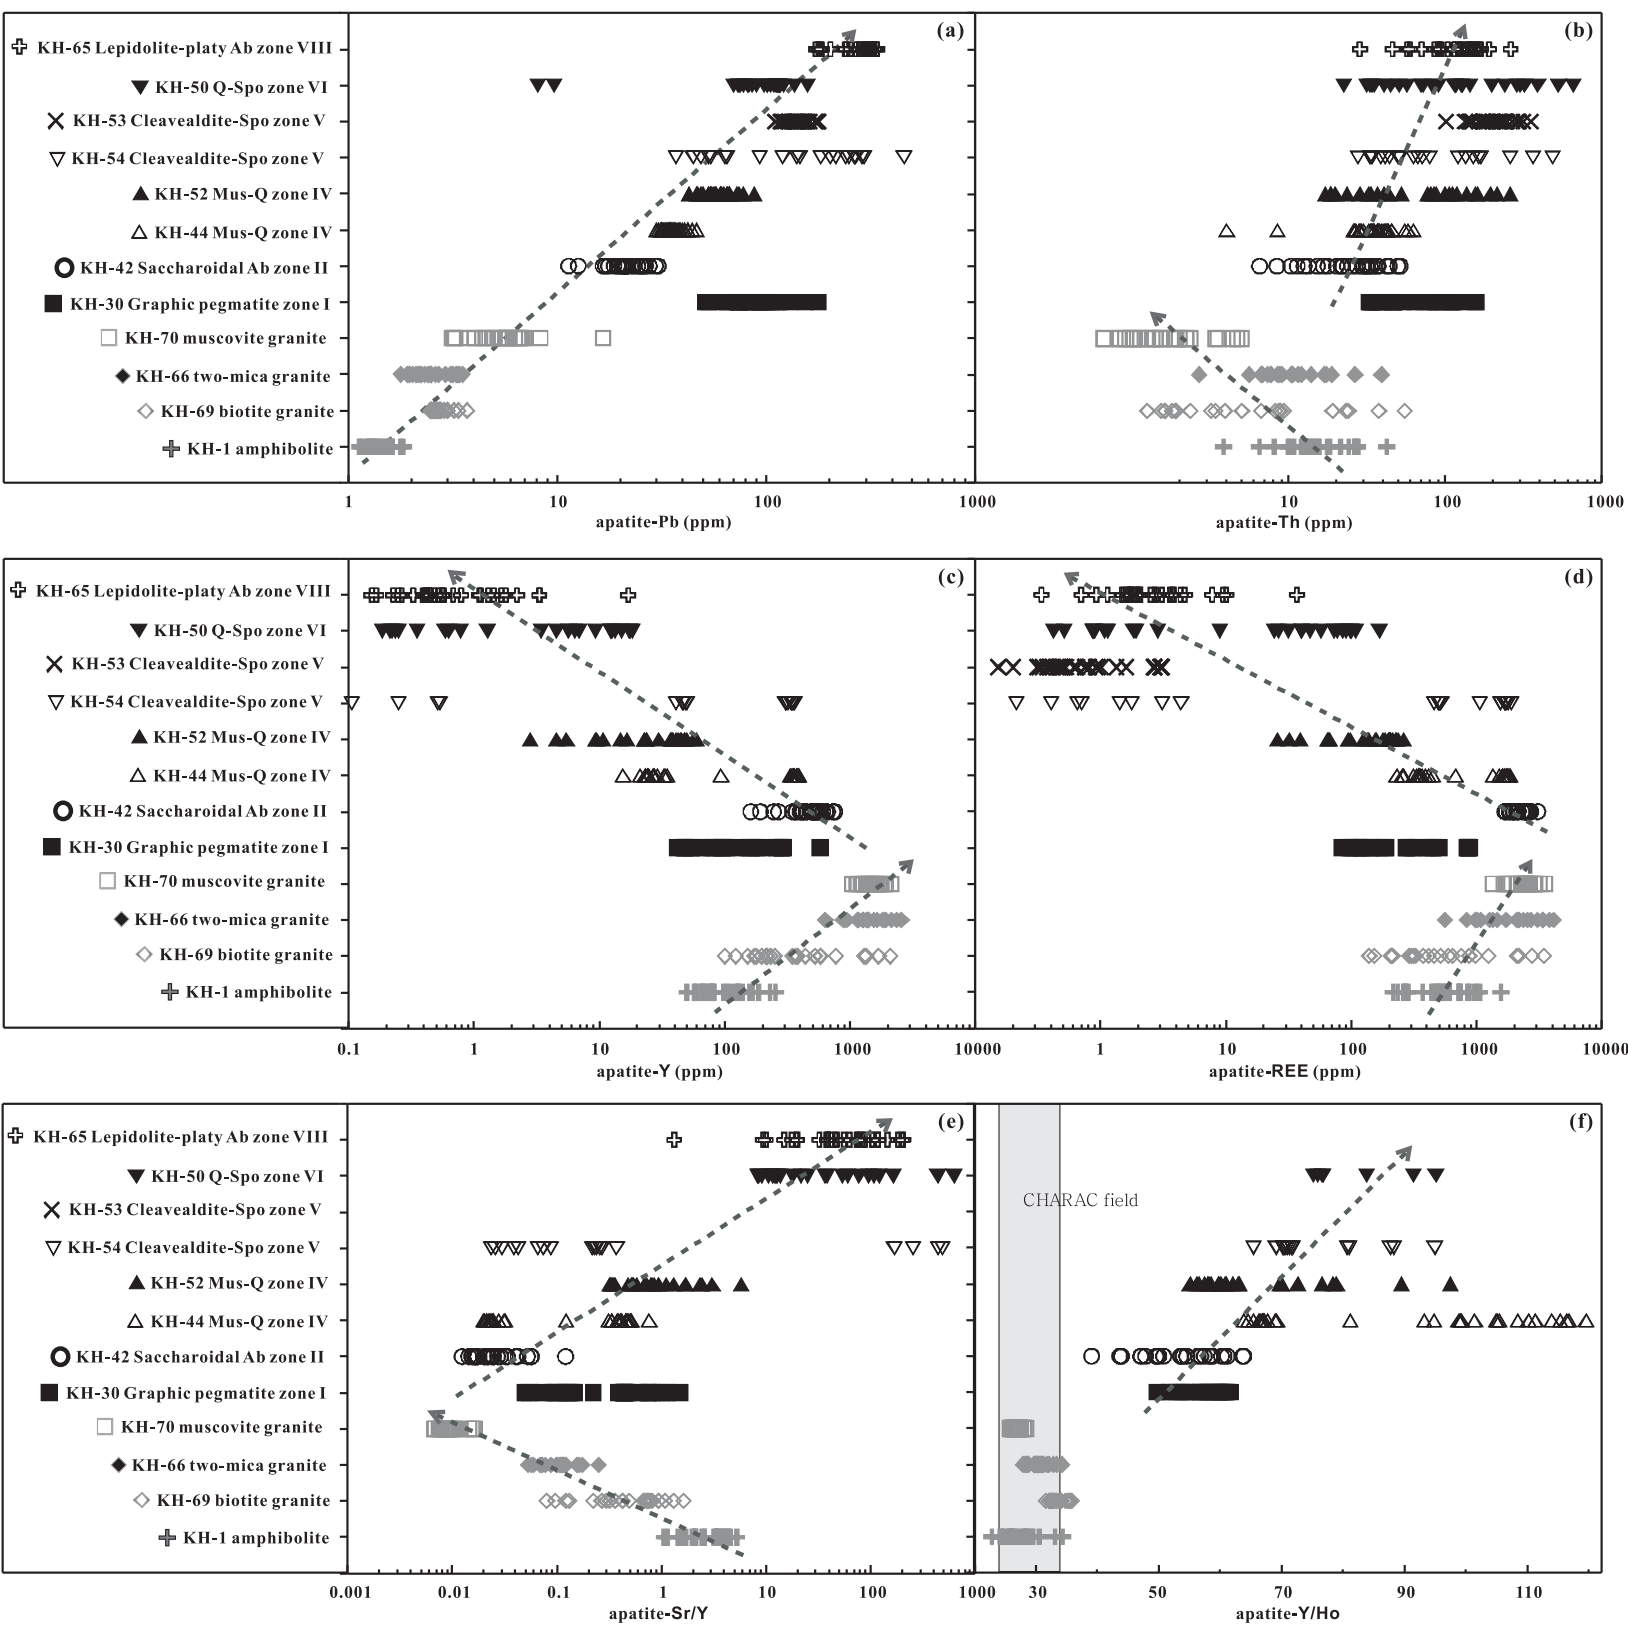 (a)
(b)
KH-65 Lepidolite-platy Ab zone VIII
KH-50 Q-Spo zone VI
KH-53 Cleavealdite-Spo zone V
KH-54 Cleavealdite-Spo zone V
KH-52 Mus-Q zone IV
KH-44 Mus-Q zone IV
KH-42 Saccharoidal Ab zone II
KH-30 Graphic pegmatite zone I
KH-70 muscovite granite
KH-66 two-mica granite
KH-69 biotite granite
KH-1 amphibolite
1 10 100 1000 10 100 1000
apatite-Pb (ppm) apatite-Th (ppm)
(c)
(d)
KH-65 Lepidolite-platy Ab zone VIII
KH-50 Q-Spo zone VI
KH-53 Cleavealdite-Spo zone V
KH-54 Cleavealdite-Spo zone V
KH-52 Mus-Q zone IV
KH-44 Mus-Q zone IV
KH-42 Saccharoidal Ab zone II
KH-30 Graphic pegmatite zone I
KH-70 muscovite granite
KH-66 two-mica granite
KH-69 biotite granite
KH-1 amphibolite
0.1 1 10 100 1000 10000 1 10 100 1000 10000
apatite-Y (ppm) apatite-REE (ppm)
(e)
(f)
KH-65 Lepidolite-platy Ab zone VIII
KH-50 Q-Spo zone VI
CHARAC field
KH-53 Cleavealdite-Spo zone V
KH-54 Cleavealdite-Spo zone V
KH-52 Mus-Q zone IV
KH-44 Mus-Q zone IV
KH-42 Saccharoidal Ab zone II
KH-30 Graphic pegmatite zone I
KH-70 muscovite granite
KH-66 two-mica granite
KH-69 biotite granite
KH-1 amphibolite
0.001 0.01 0.1 1 10 100 1000 30 50 70 90 110
apatite-Sr/Y apatite-Y/Ho